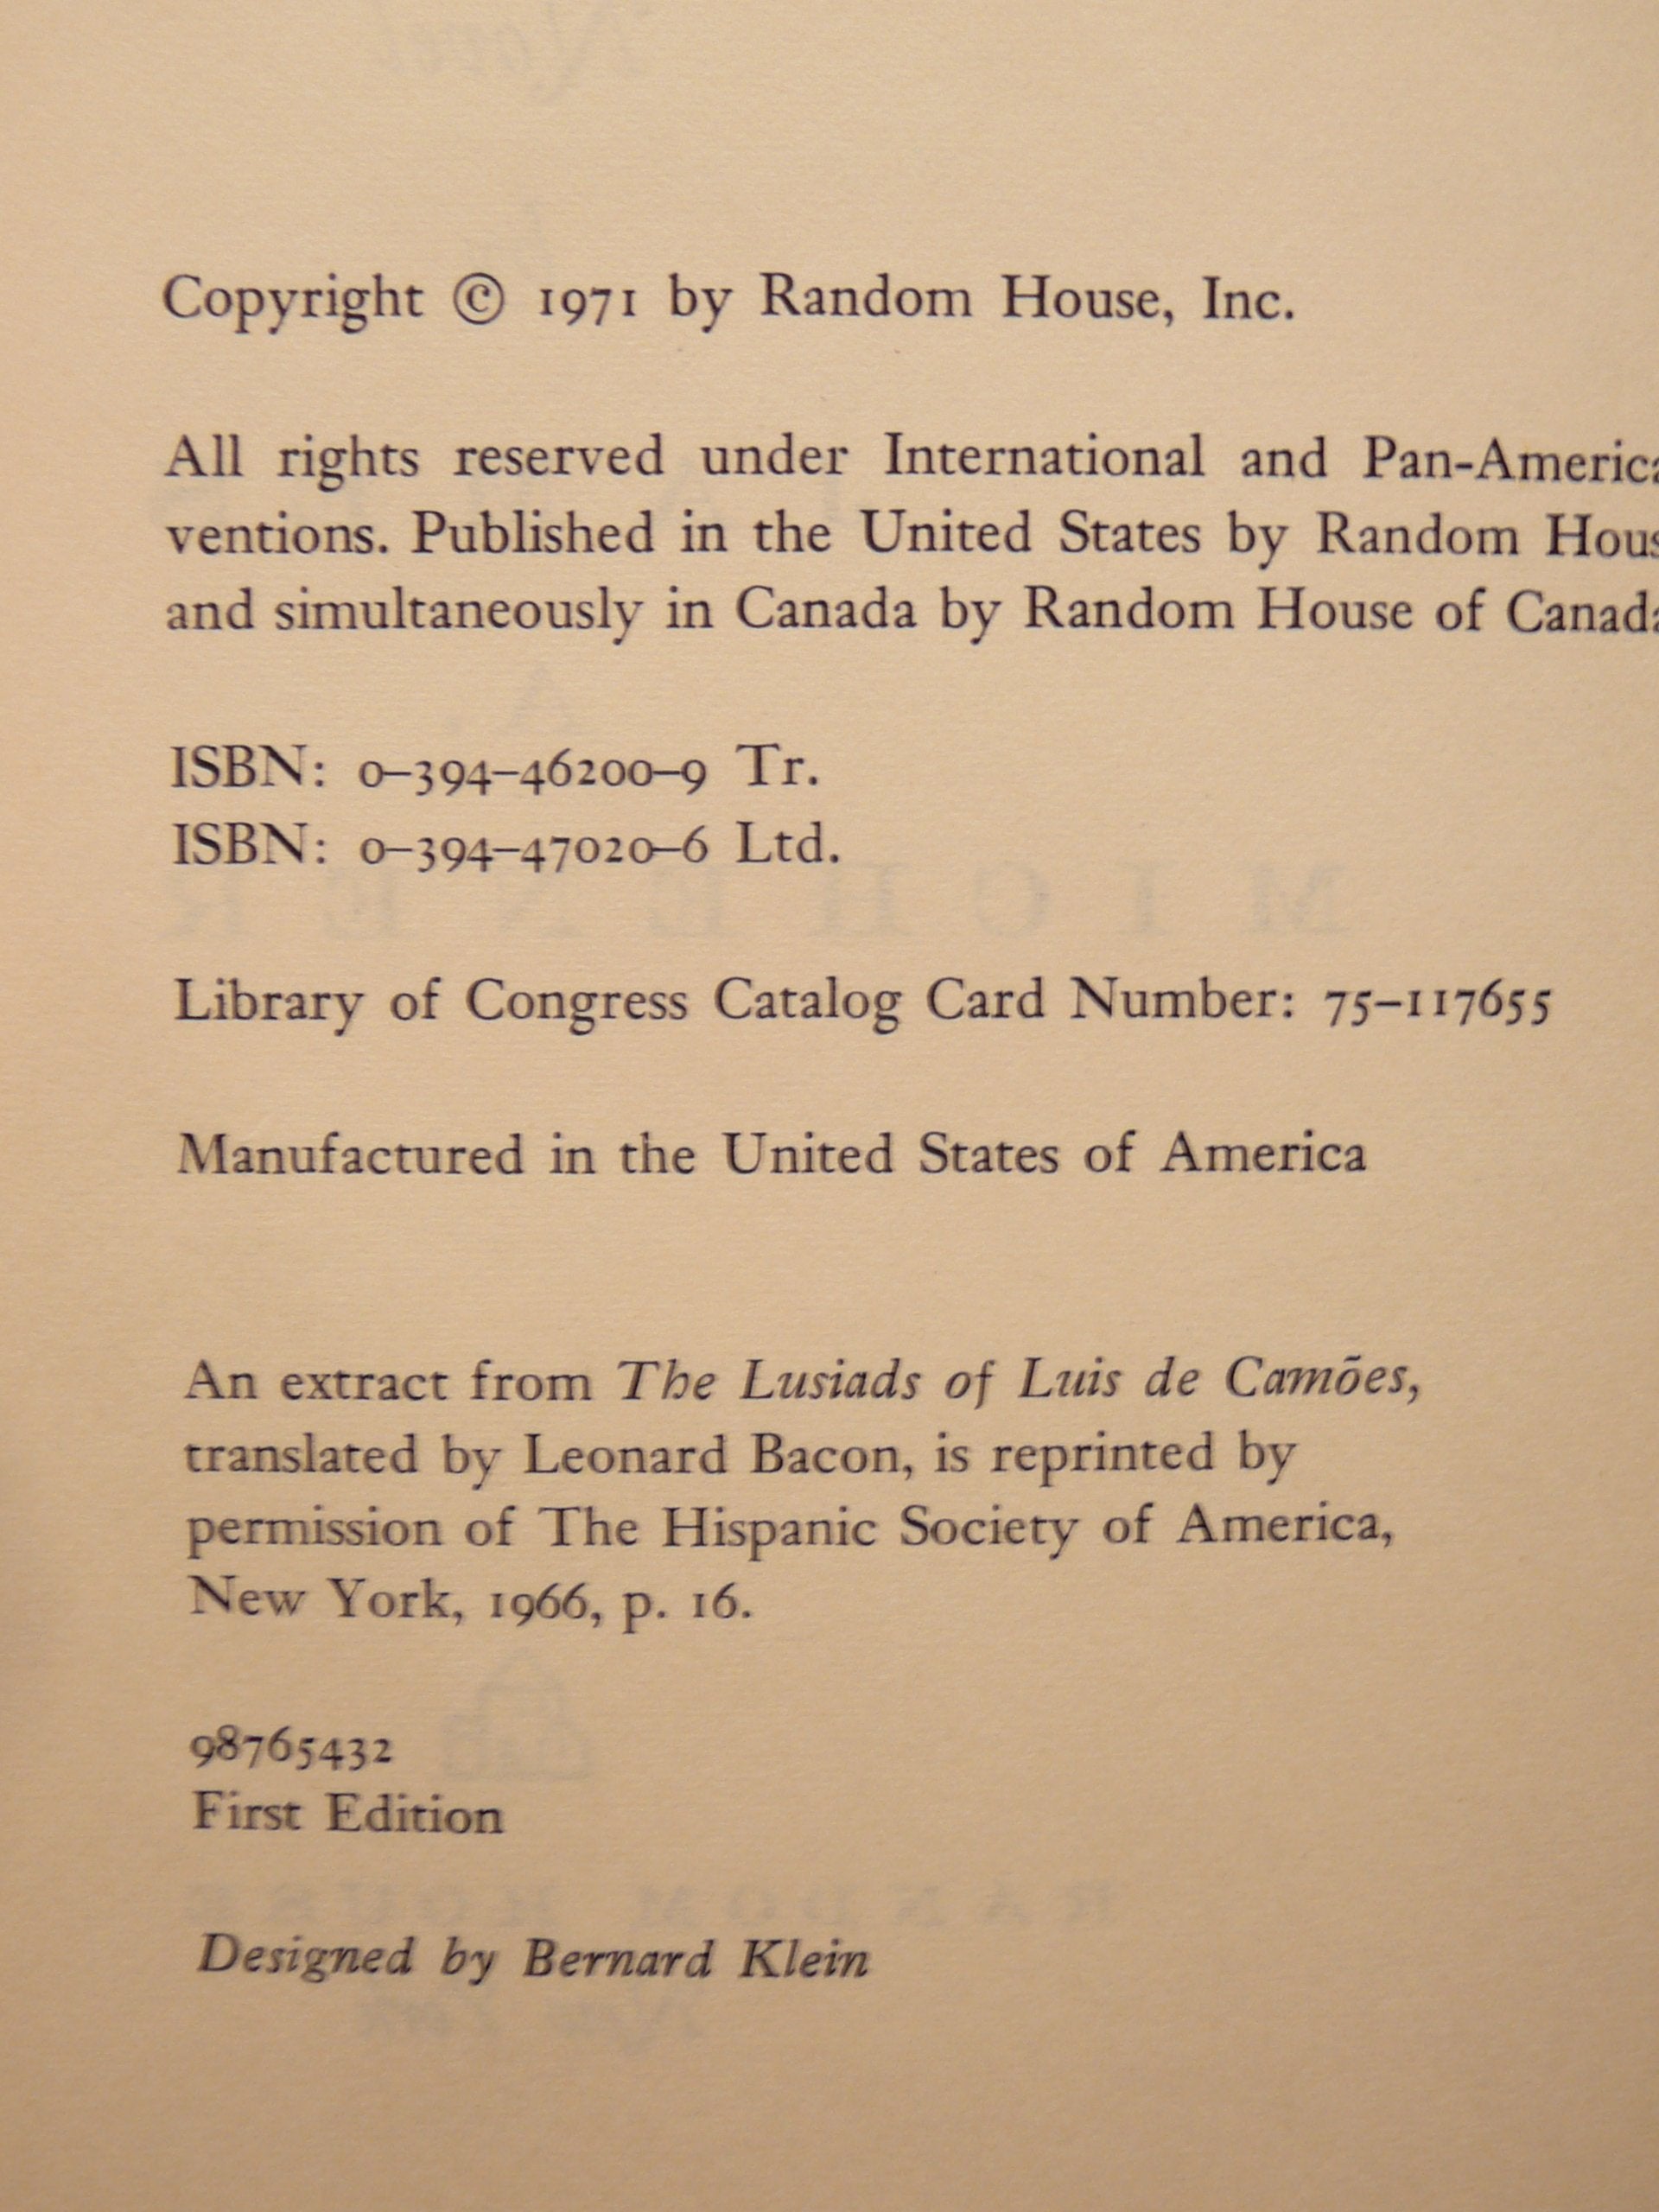 Copyright © 1971 by Random House, Inc.
All rights reserved under International and Pan-America
ventions. Published in the United States by Random Hous
and simultaneously in Canada by Random House of Canada
ISBN: 0–394–46200–9 Tr.
ISBN: 0–394–47020–6 Ltd.
Library of Congress Catalog Card Number: 75–117655
Manufactured in the United States of America
An extract from The Lusiads of Luis de Camões,
translated by Leonard Bacon, is reprinted by
permission of The Hispanic Society of America,
New York, 1966, p. 16.
98765432
First Edition
Designed by Bernard Klein